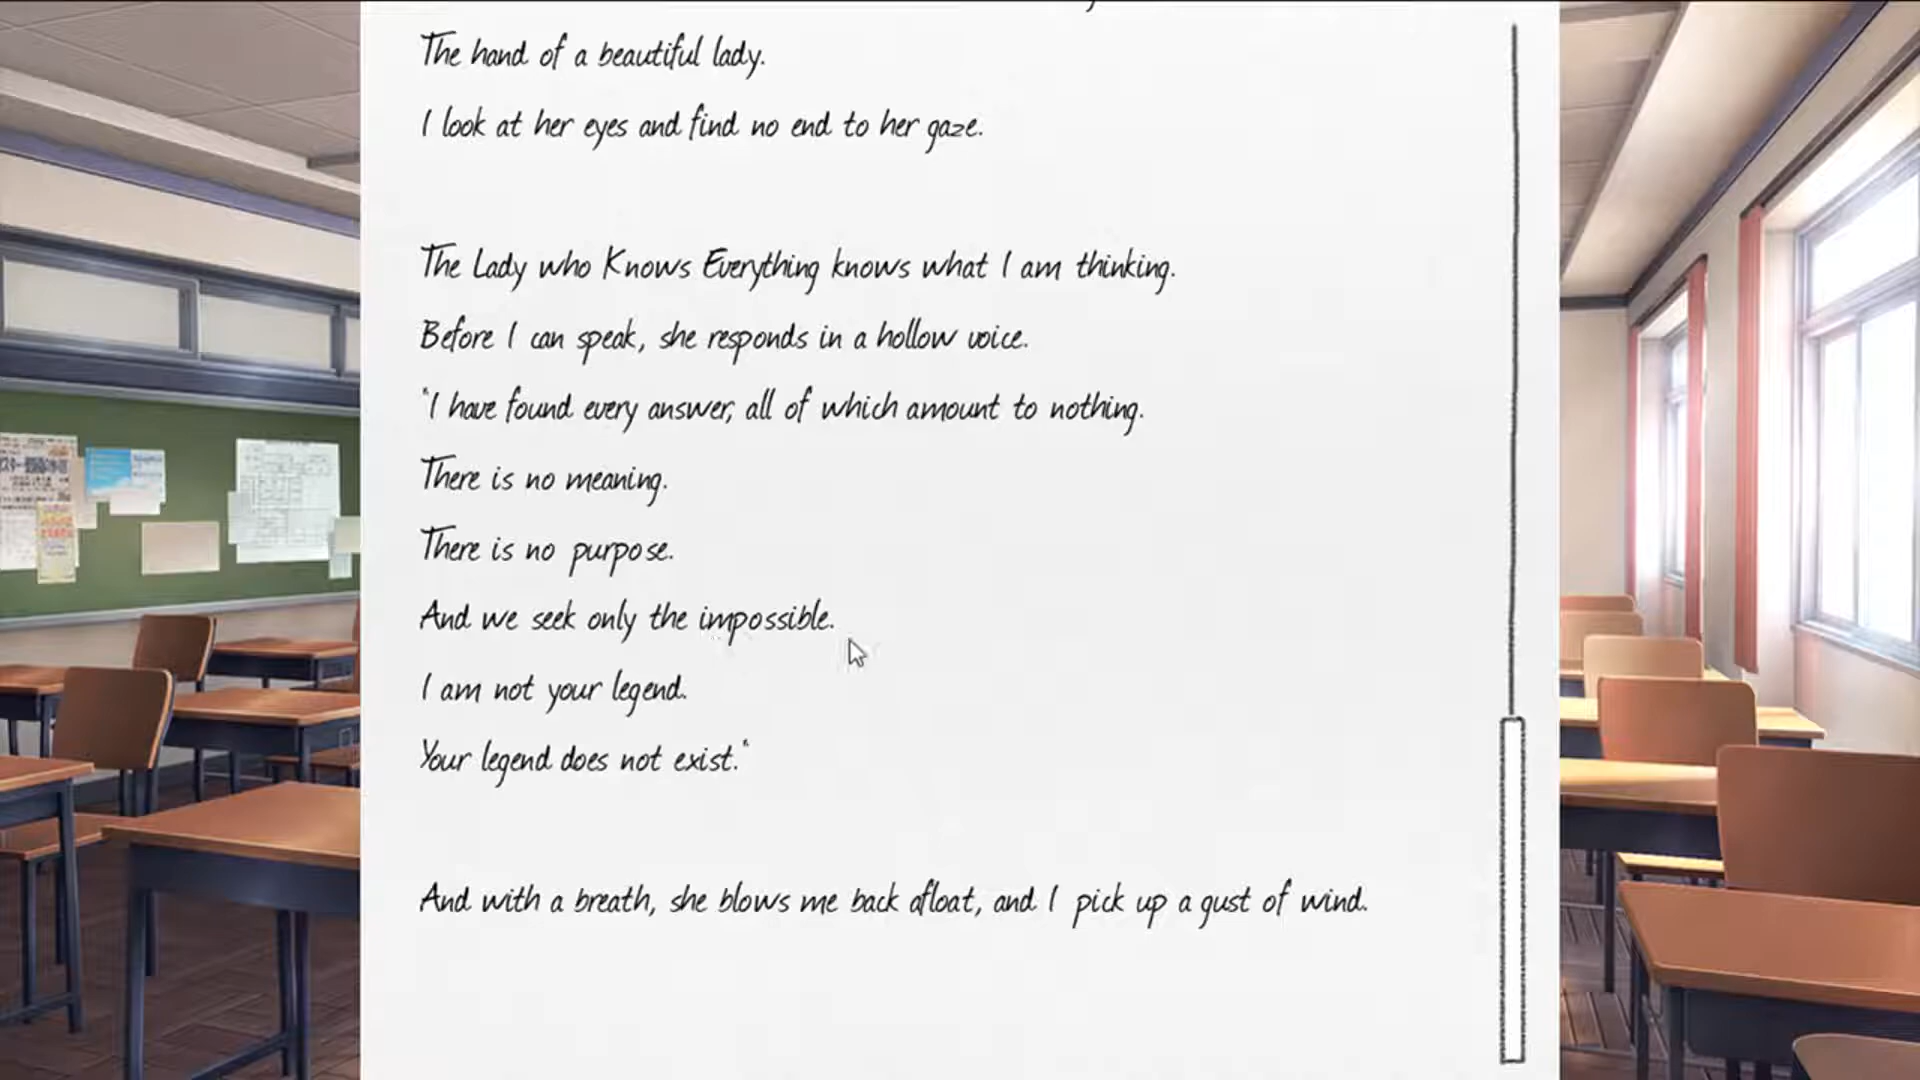 The hand of a beautiful lady.
I look at her eyes and find no end to her gaze.
The Lady who Knows Everything knows what I am thinking.
Before I can speak, she responds in a hollow voice.
"I have found every answer, all of which amount to nothing.
There is no meaning.
There is no purpose.
And we seek only the impossible.
I am not your legend.
Your legend does not exist."
And with a breath, she blows me back afloat, and I pick up a gust of wind.